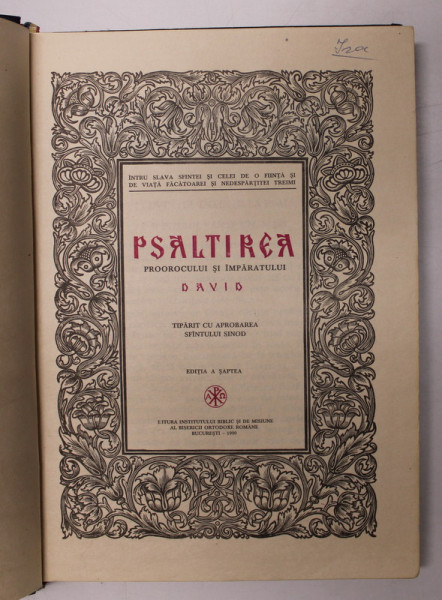 ÎNTRU SLAVA SFINTEI ȘI CELEI DE O FIINȚĂ ȘI
DE VIAȚĂ FĂCĂTOAREI ȘI NEDESPĂRȚITEI TREIMI
PSALTIREA
PROOROCULUI ȘI ÎMPĂRATULUI
DAVID
TIPĂRIT CU APROBAREA
SFÎNTULUI SINOD
EDIȚIA A ȘAPTEA
EDITURA INSTITUTULUI BIBLIC ȘI DE MISIUNE
AL BISERICII ORTODOXE ROMÂNE
BUCUREȘTI -